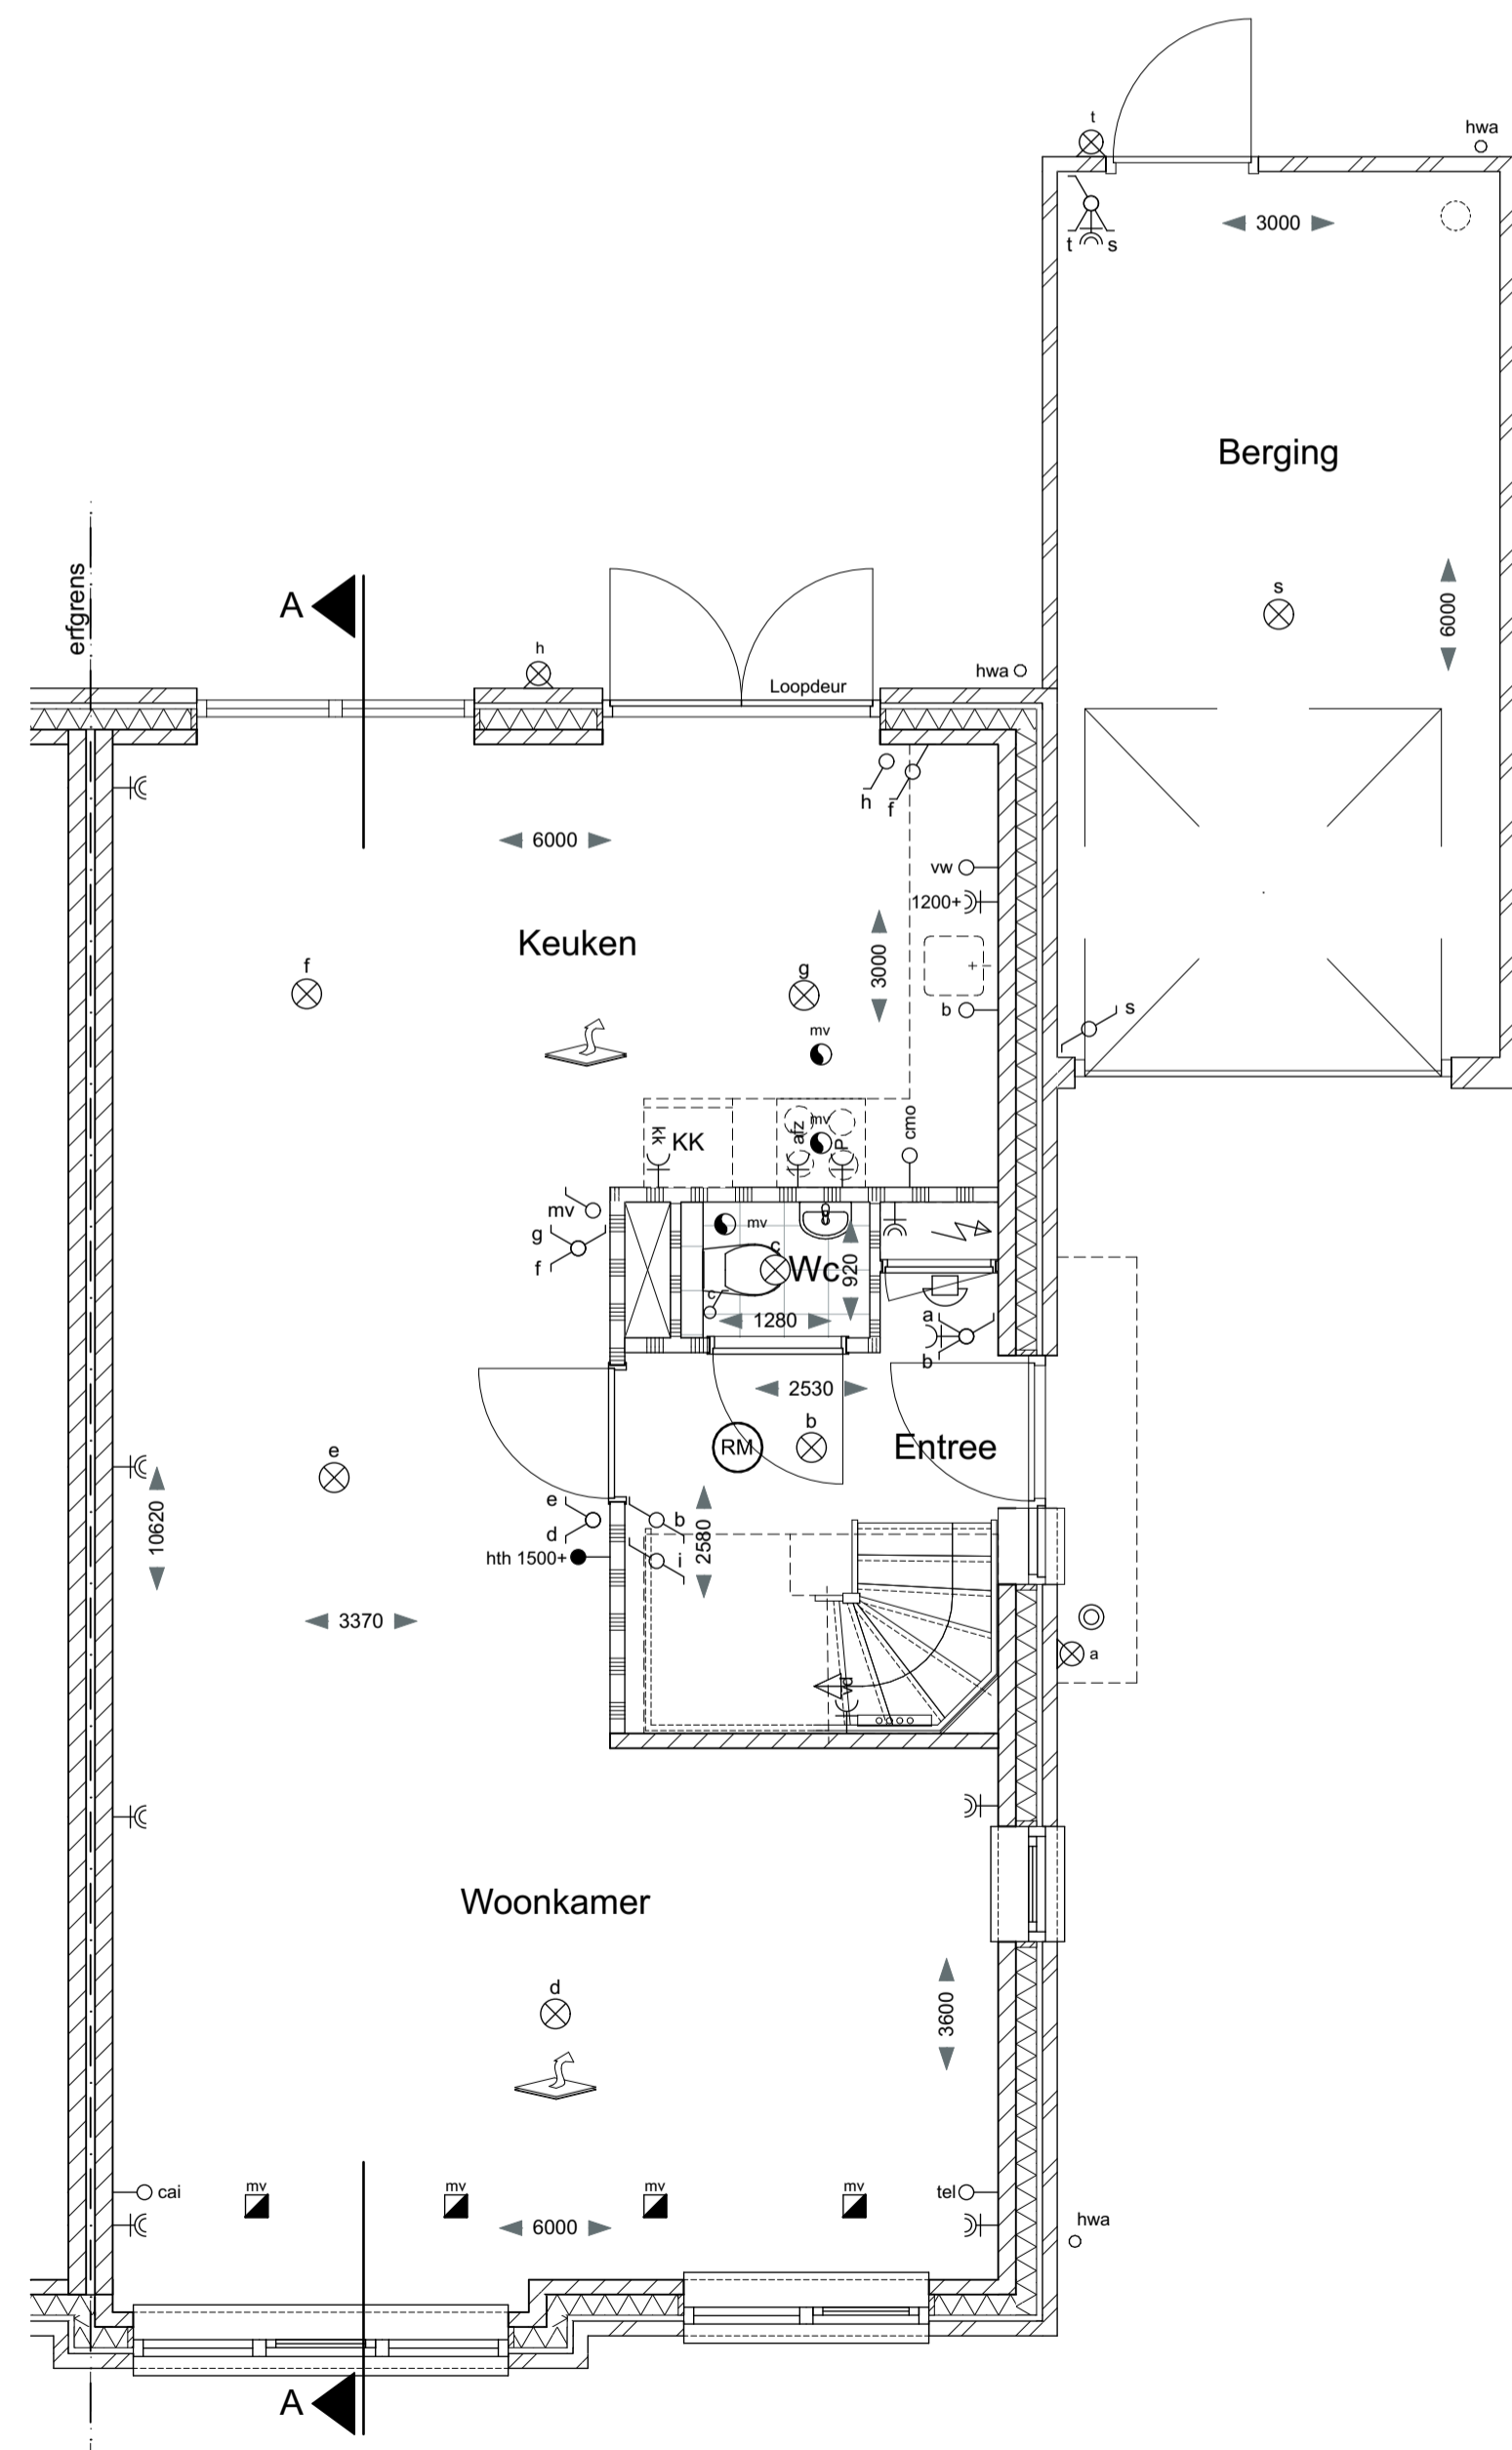 t
hwa
3000
t
s
Berging
erfgrens
A
s
6000
h
hwa
Loopdeur
h
f
6000
vw
1200+
Keuken
3000
f
g
b
s
mv
kk
KK
afz
mv
P
cmo
mv
g
f
mv
c
Wc
920
c
1280
a
b
2530
b
RM
Entree
e
e
d
b
hth 1500+
i
2580
10620
3370
a
vd
Woonkamer
d
3600
cai
mv
mv
mv
mv
tel
6000
hwa
A